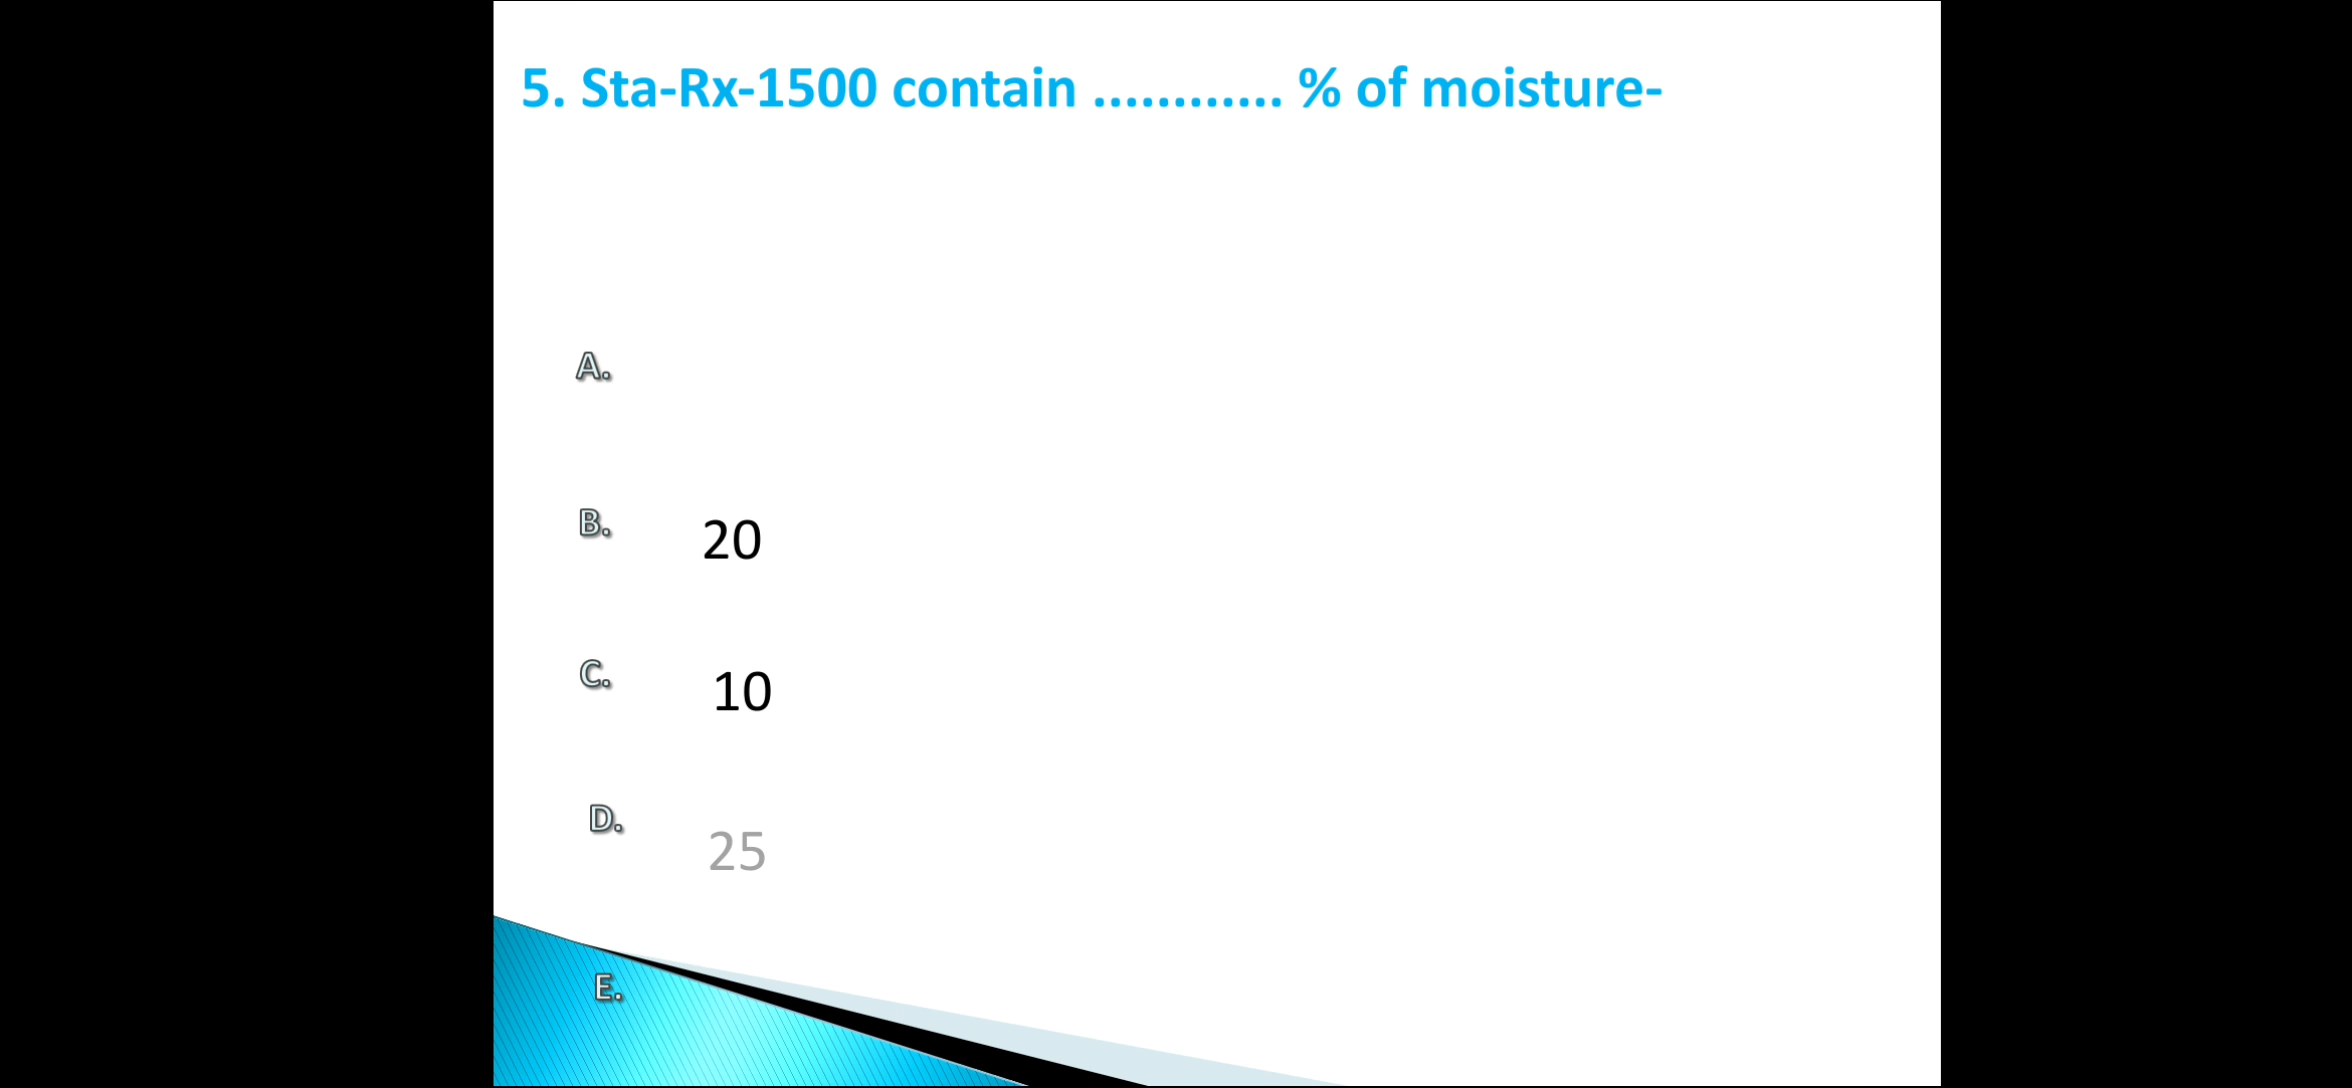 5. Sta-Rx-1500 contain ............ % of moisture-
A.
B. 20
C. 10
D. 25
E.